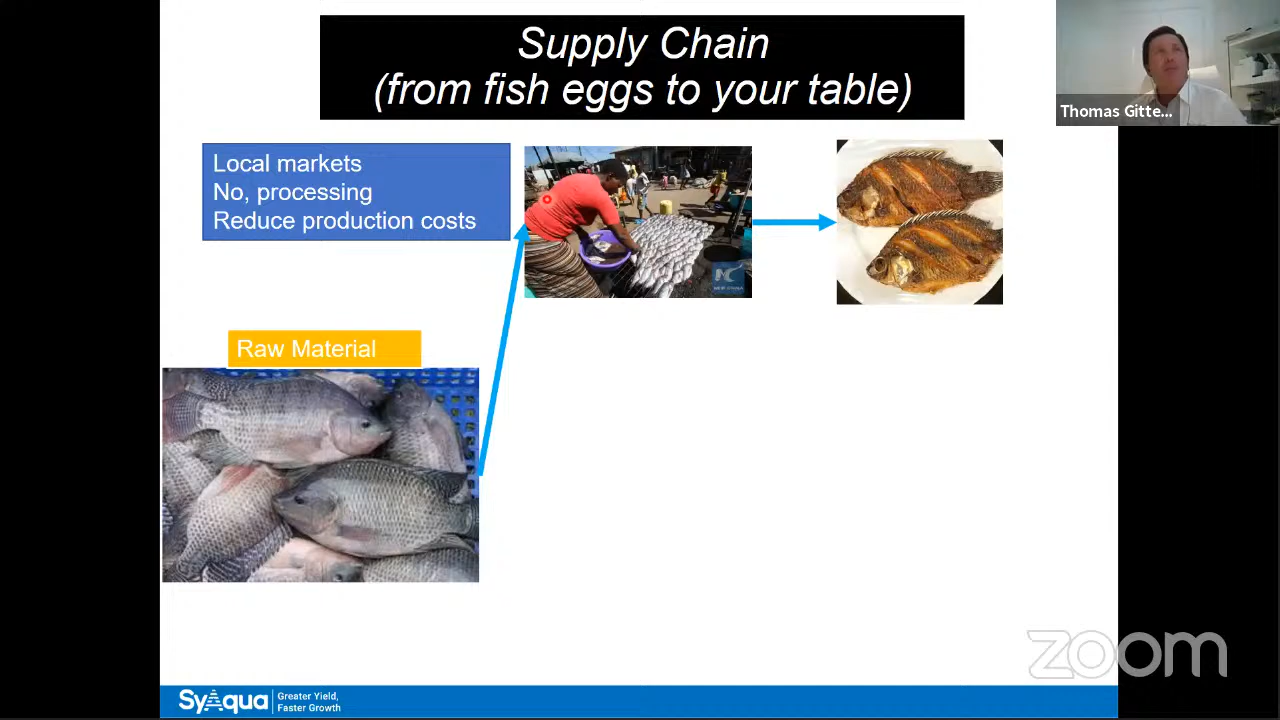 Supply Chain
(from fish eggs to your table)
Thomas Gitte...
Local markets
No, processing
Reduce production costs
Raw Material
SyAqua
Greater Yield,
Faster Growth
zoom